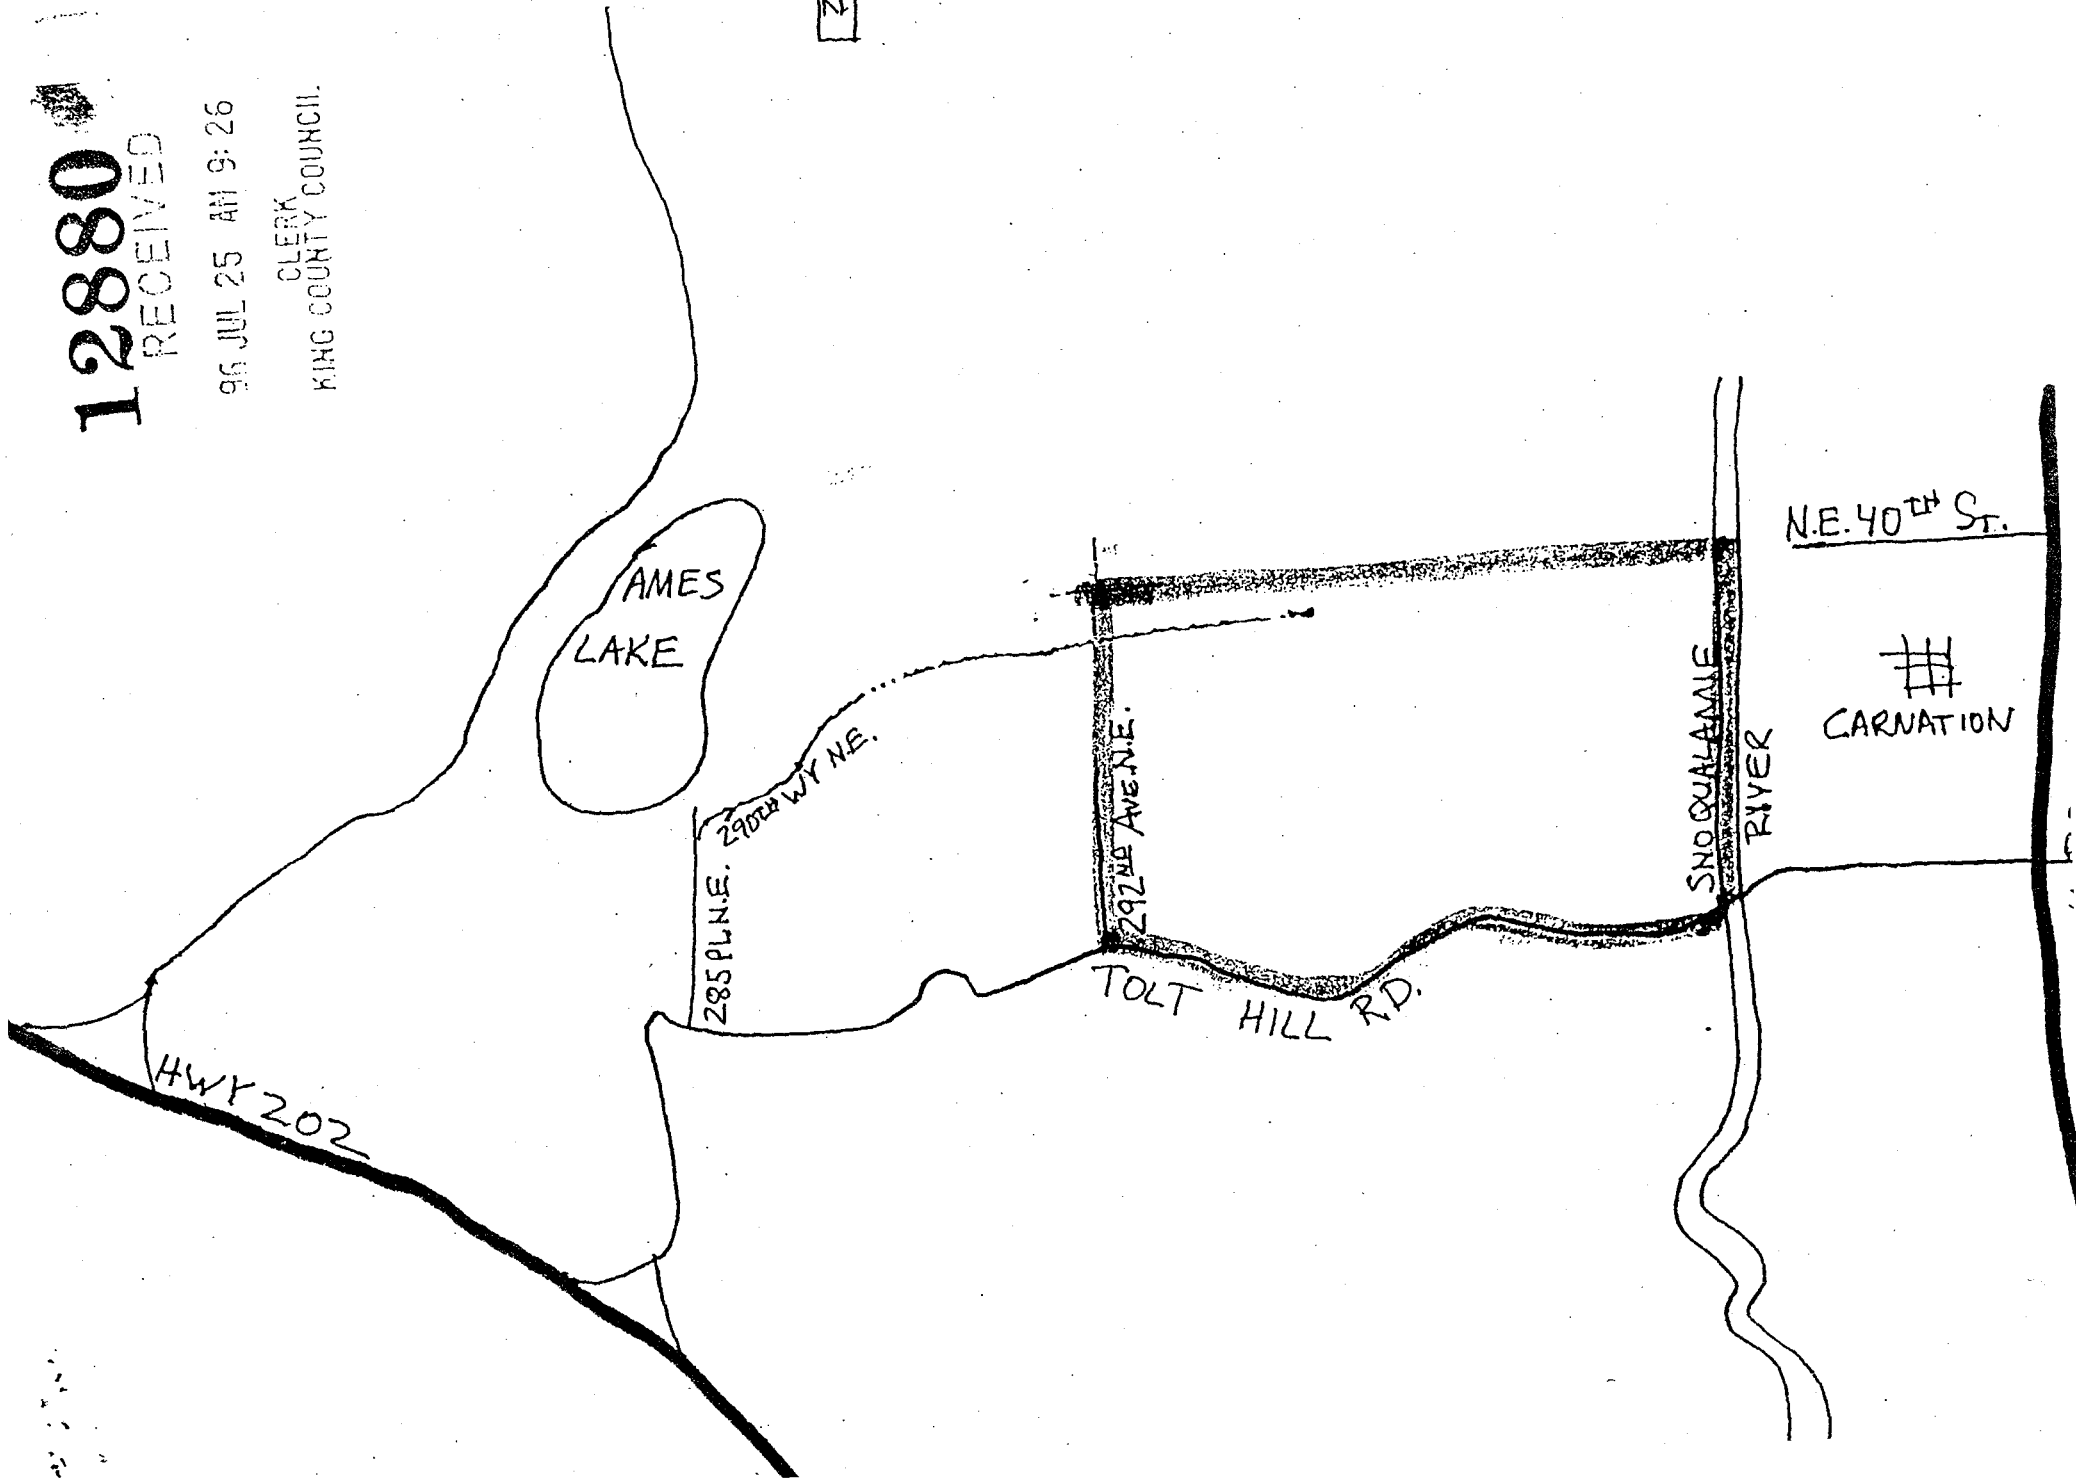 12880
RECEIVED
96 JUL 25 AM 9:26
CLERK
KING COUNTY COUNCIL
N.E. 40TH ST.
AMES
LAKE
SNOQUALAMIE
RIVER
CARNATION
290TH WY N.E.
292ND AVE.N.E.
285 PL N.E.
TOLT HILL RD.
HWY 202